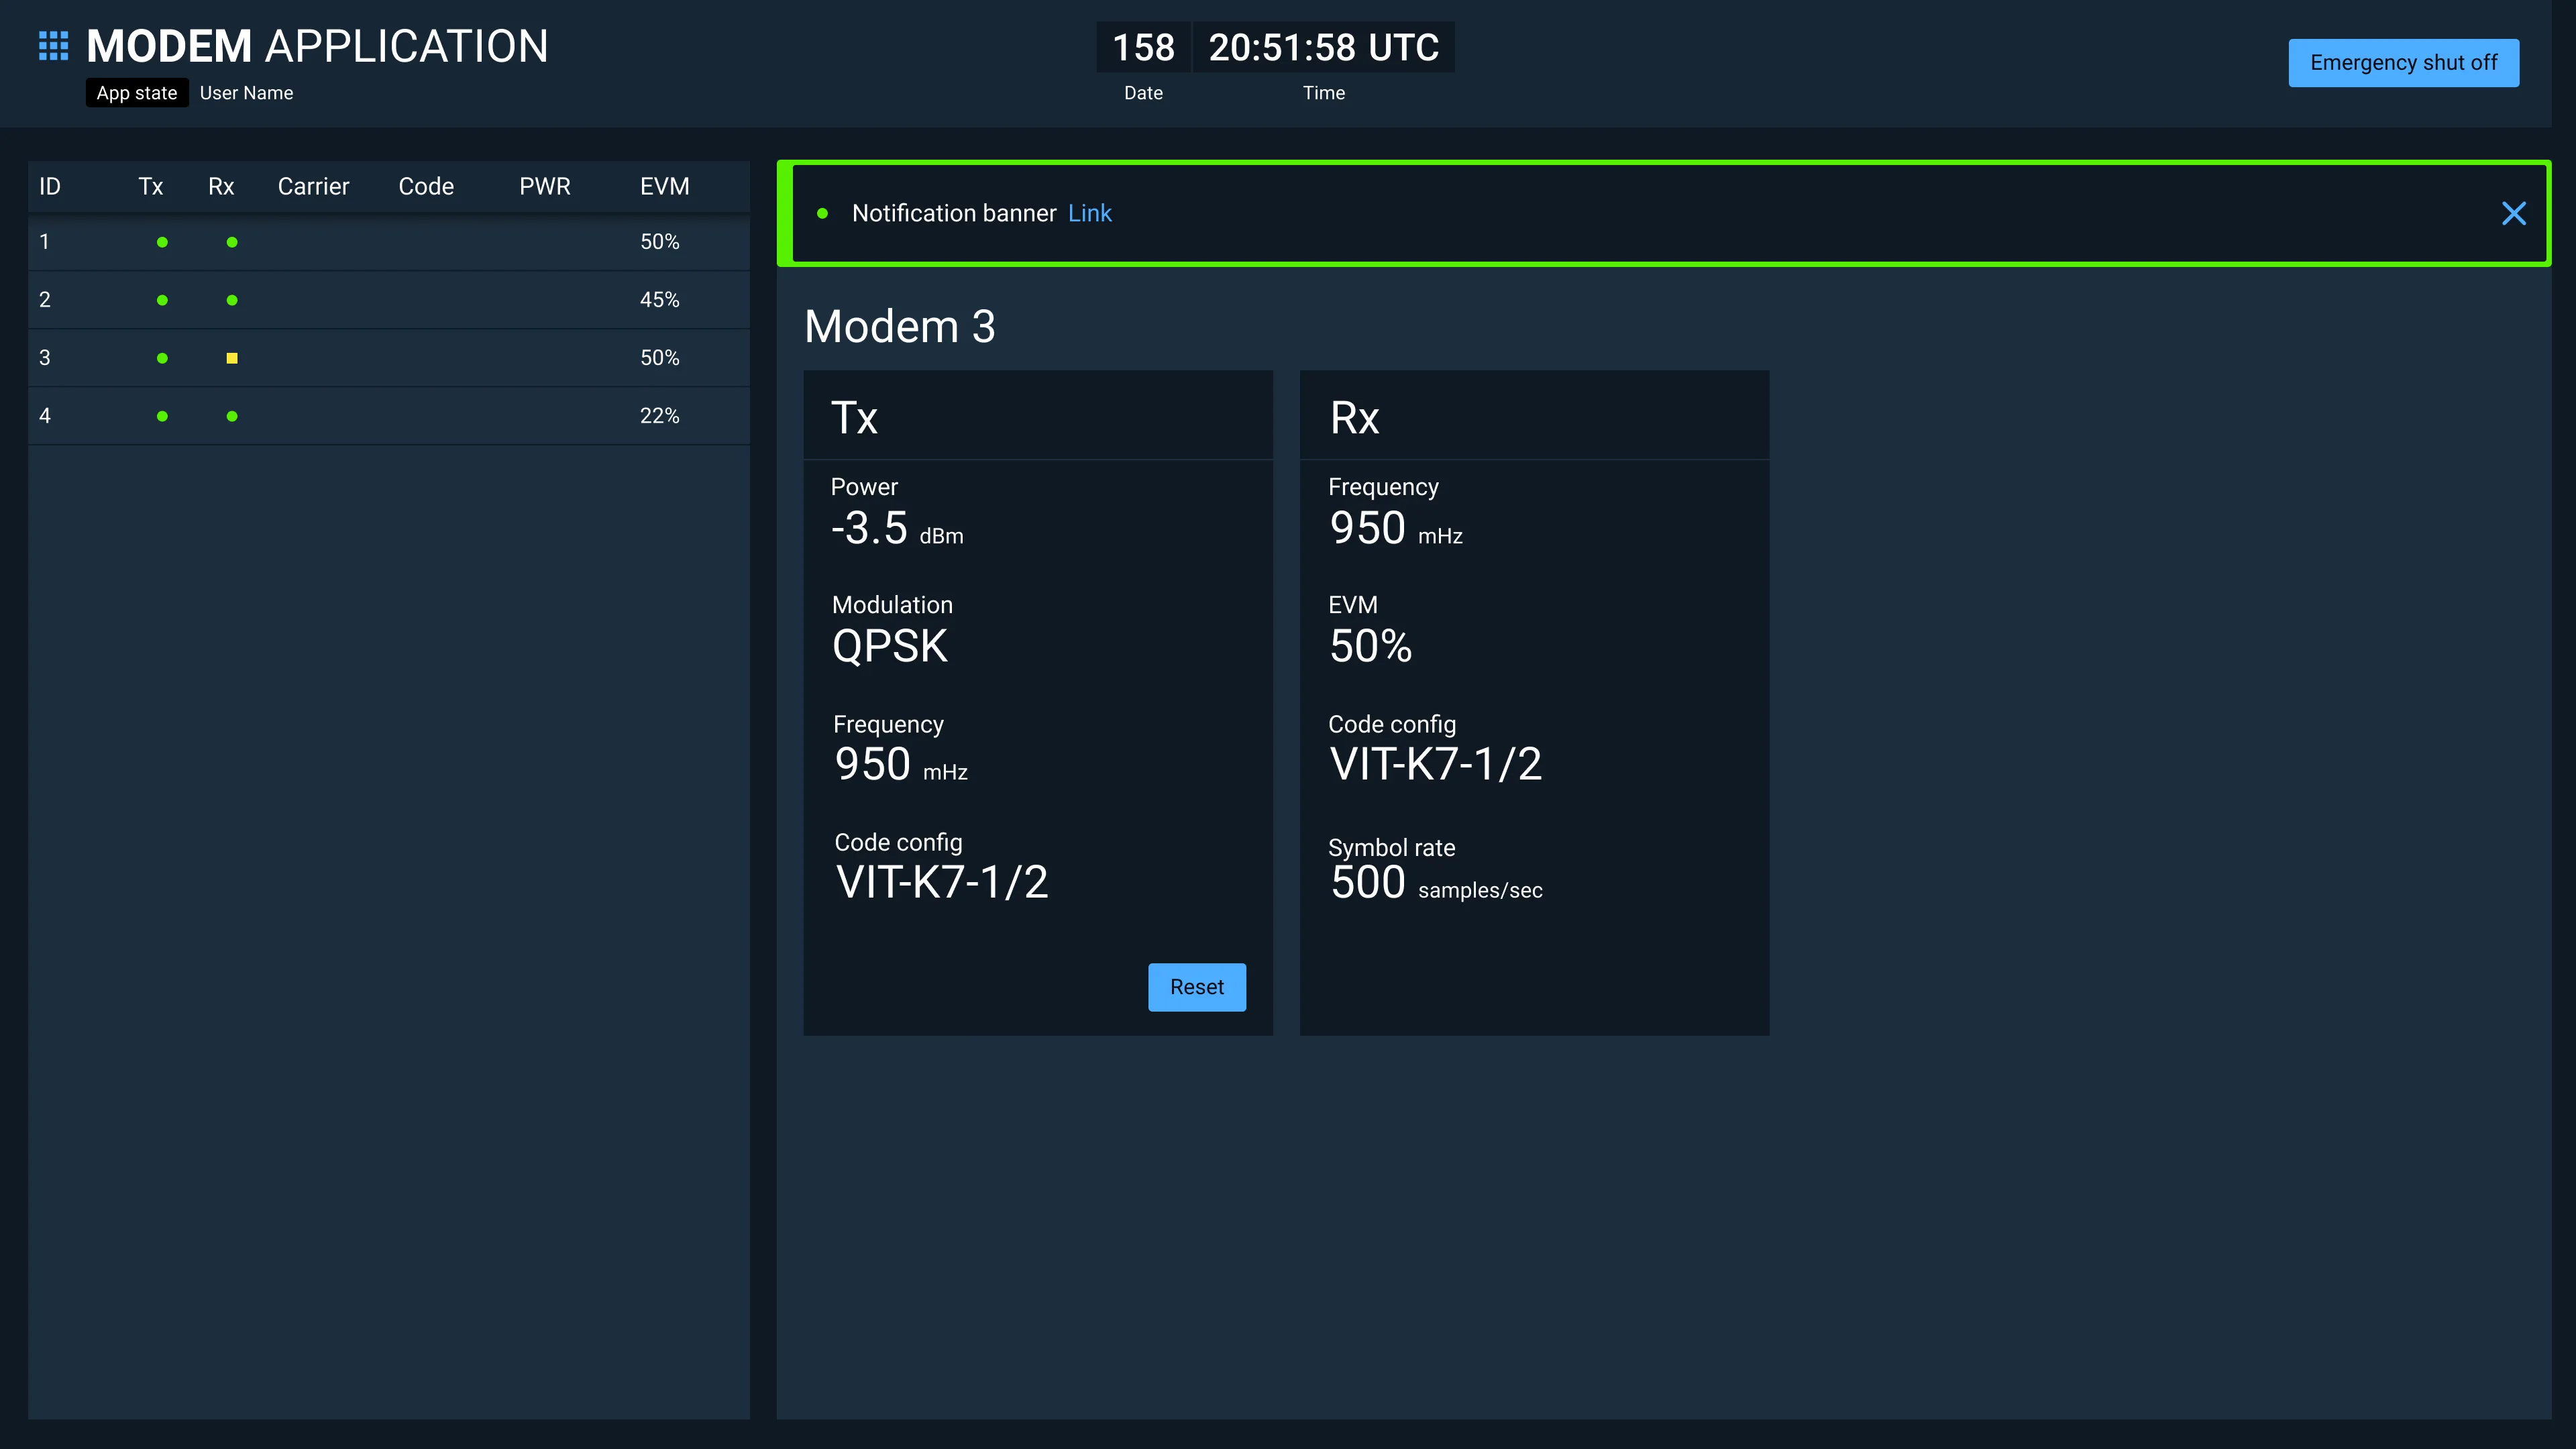 MODEM APPLICATION
App state User Name
158 20:51:58 UTC
Date Time
Emergency shut off
ID Tx Rx Carrier Code PWR EVM
1 50%
2 45%
3 50%
4 22%
Notification banner Link
Modem 3
Tx
Power
-3.5 dBm
Modulation
QPSK
Frequency
950 mHz
Code config
VIT-K7-1/2
Reset
Rx
Frequency
950 mHz
EVM
50%
Code config
VIT-K7-1/2
Symbol rate
500 samples/sec